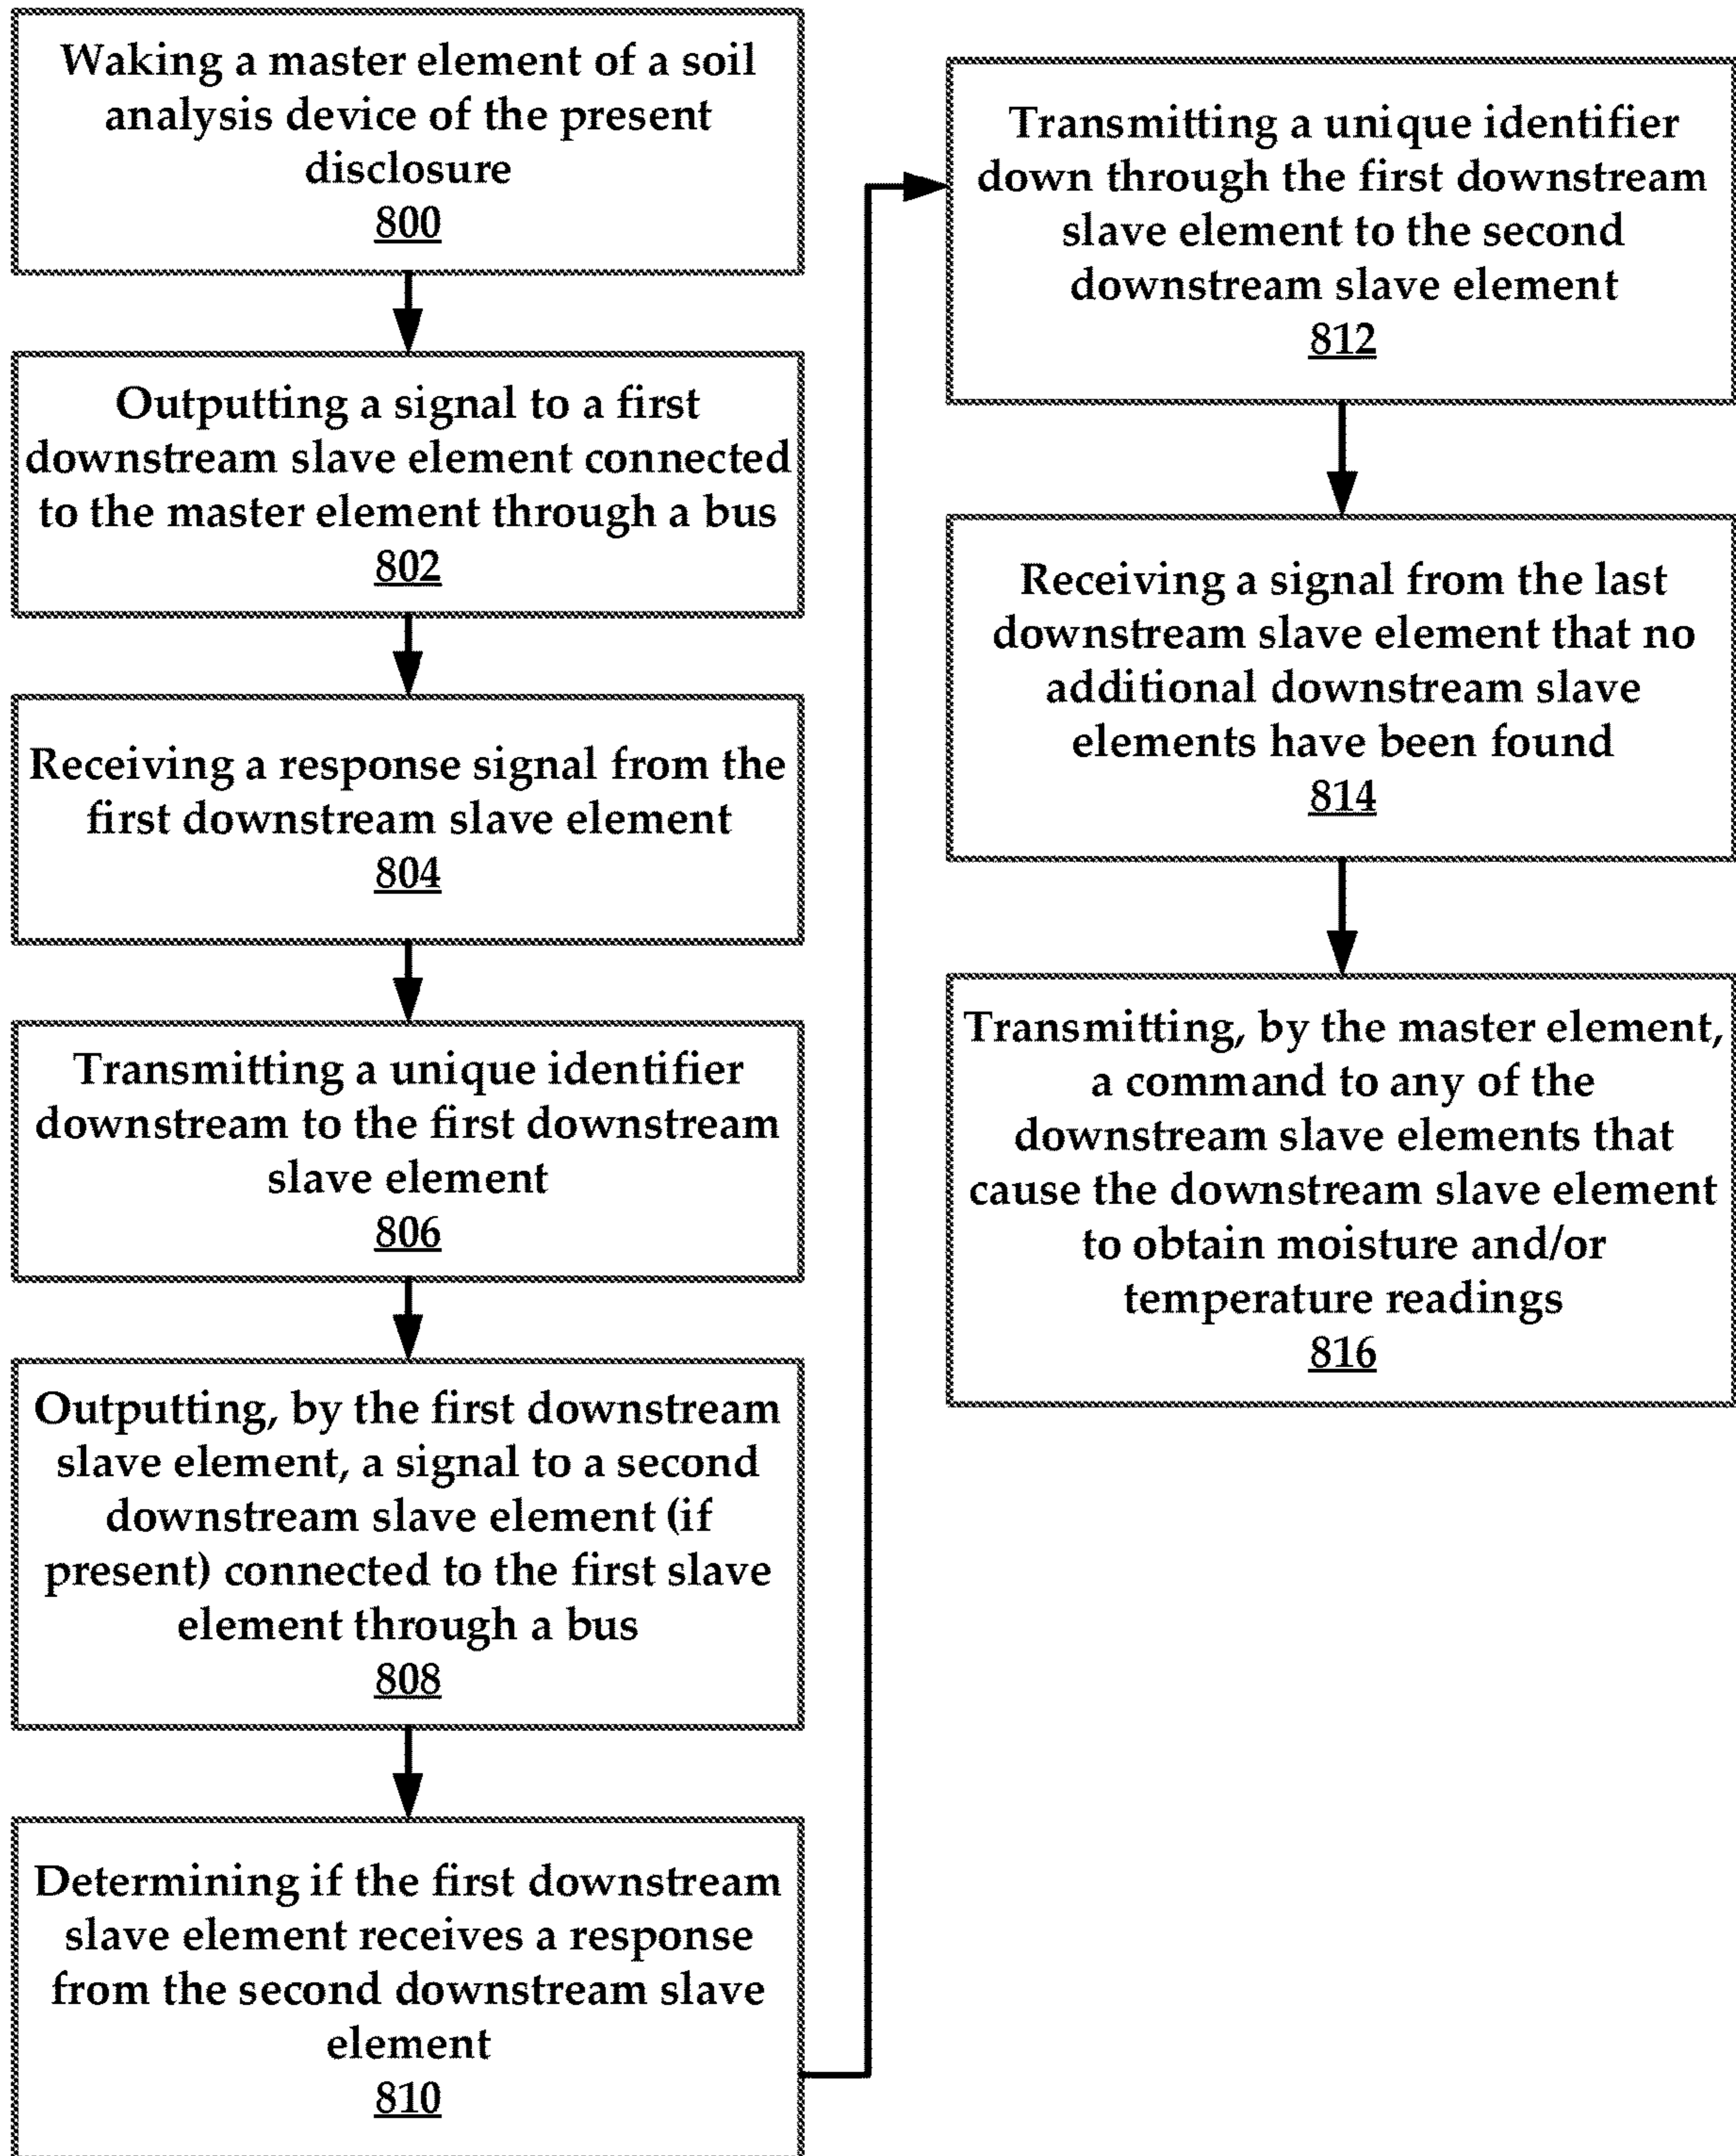 Waking a master element of a soil
analysis device of the present
disclosure
800
Outputting a signal to a first
downstream slave element connected
to the master element through a bus
802
Receiving a response signal from the
first downstream slave element
804
Transmitting a unique identifier
downstream to the first downstream
slave element
806
Outputting, by the first downstream
slave element, a signal to a second
downstream slave element (if
present) connected to the first slave
element through a bus
808
Determining if the first downstream
slave element receives a response
from the second downstream slave
element
810
Transmitting a unique identifier
down through the first downstream
slave element to the second
downstream slave element
812
Receiving a signal from the last
downstream slave element that no
additional downstream slave
elements have been found
814
Transmitting, by the master element,
a command to any of the
downstream slave elements that
cause the downstream slave element
to obtain moisture and/or
temperature readings
816